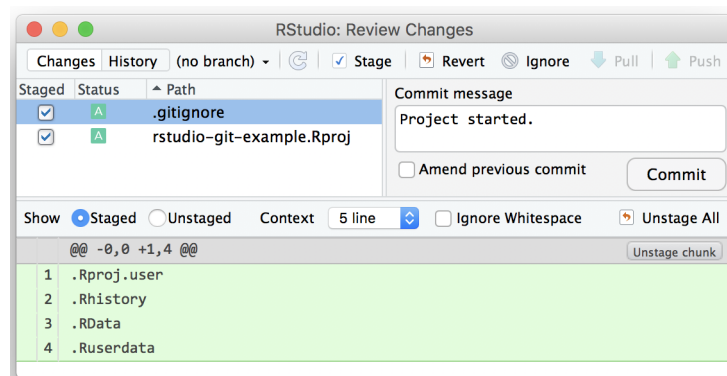 RStudio: Review Changes
Changes History (no branch) Stage Revert Ignore Pull Push
Staged Status Path
A .gitignore
A rstudio-git-example.Rproj
Commit message
Project started.
Amend previous commit Commit
Show Staged Unstaged Context 5 line Ignore Whitespace Unstage All
@@ -0,0 +1,4 @@ Unstage chunk
1 .Rproj.user
2 .Rhistory
3 .RData
4 .Ruserdata